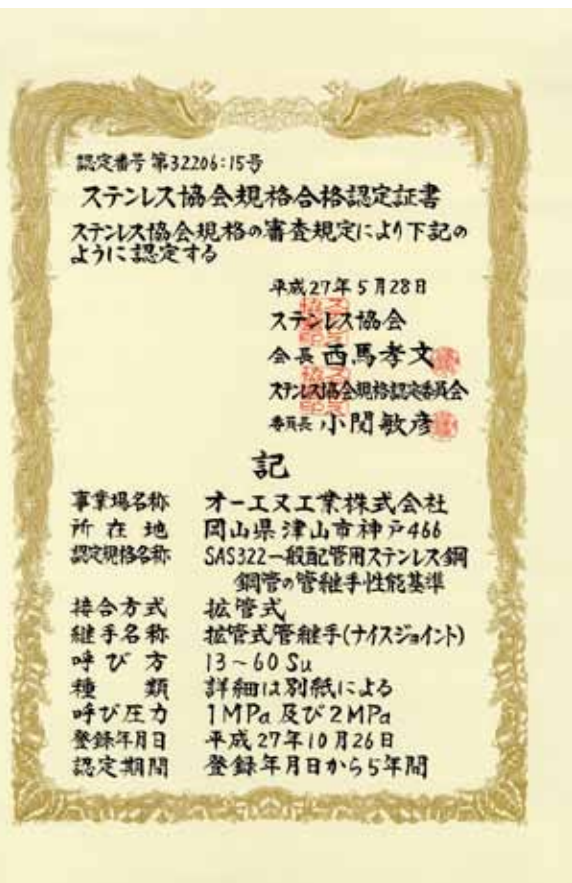 認定番号 第32206:15号
ステンレス協会規格合格認定証書
ステンレス協会規格の審査規定により下記の
ように認定する
平成27年5月28日
ステンレス協会
会長 西馬孝文
ステンレス協会規格認定委員会
委員長 小関敏彦
記
事業場名称 オーエヌ工業株式会社
所在地 岡山県津山市神戸466
認定規格名称 SAS322一般配管用ステンレス鋼
鋼管の管継手性能基準
接合方式 拡管式
継手名称 拡管式管継手(ナイスジョイント)
呼び方 13~60Su
種類 詳細は別紙による
呼び圧力 1MPa及び2MPa
登録年月日 平成27年10月26日
認定期間 登録年月日から5年間